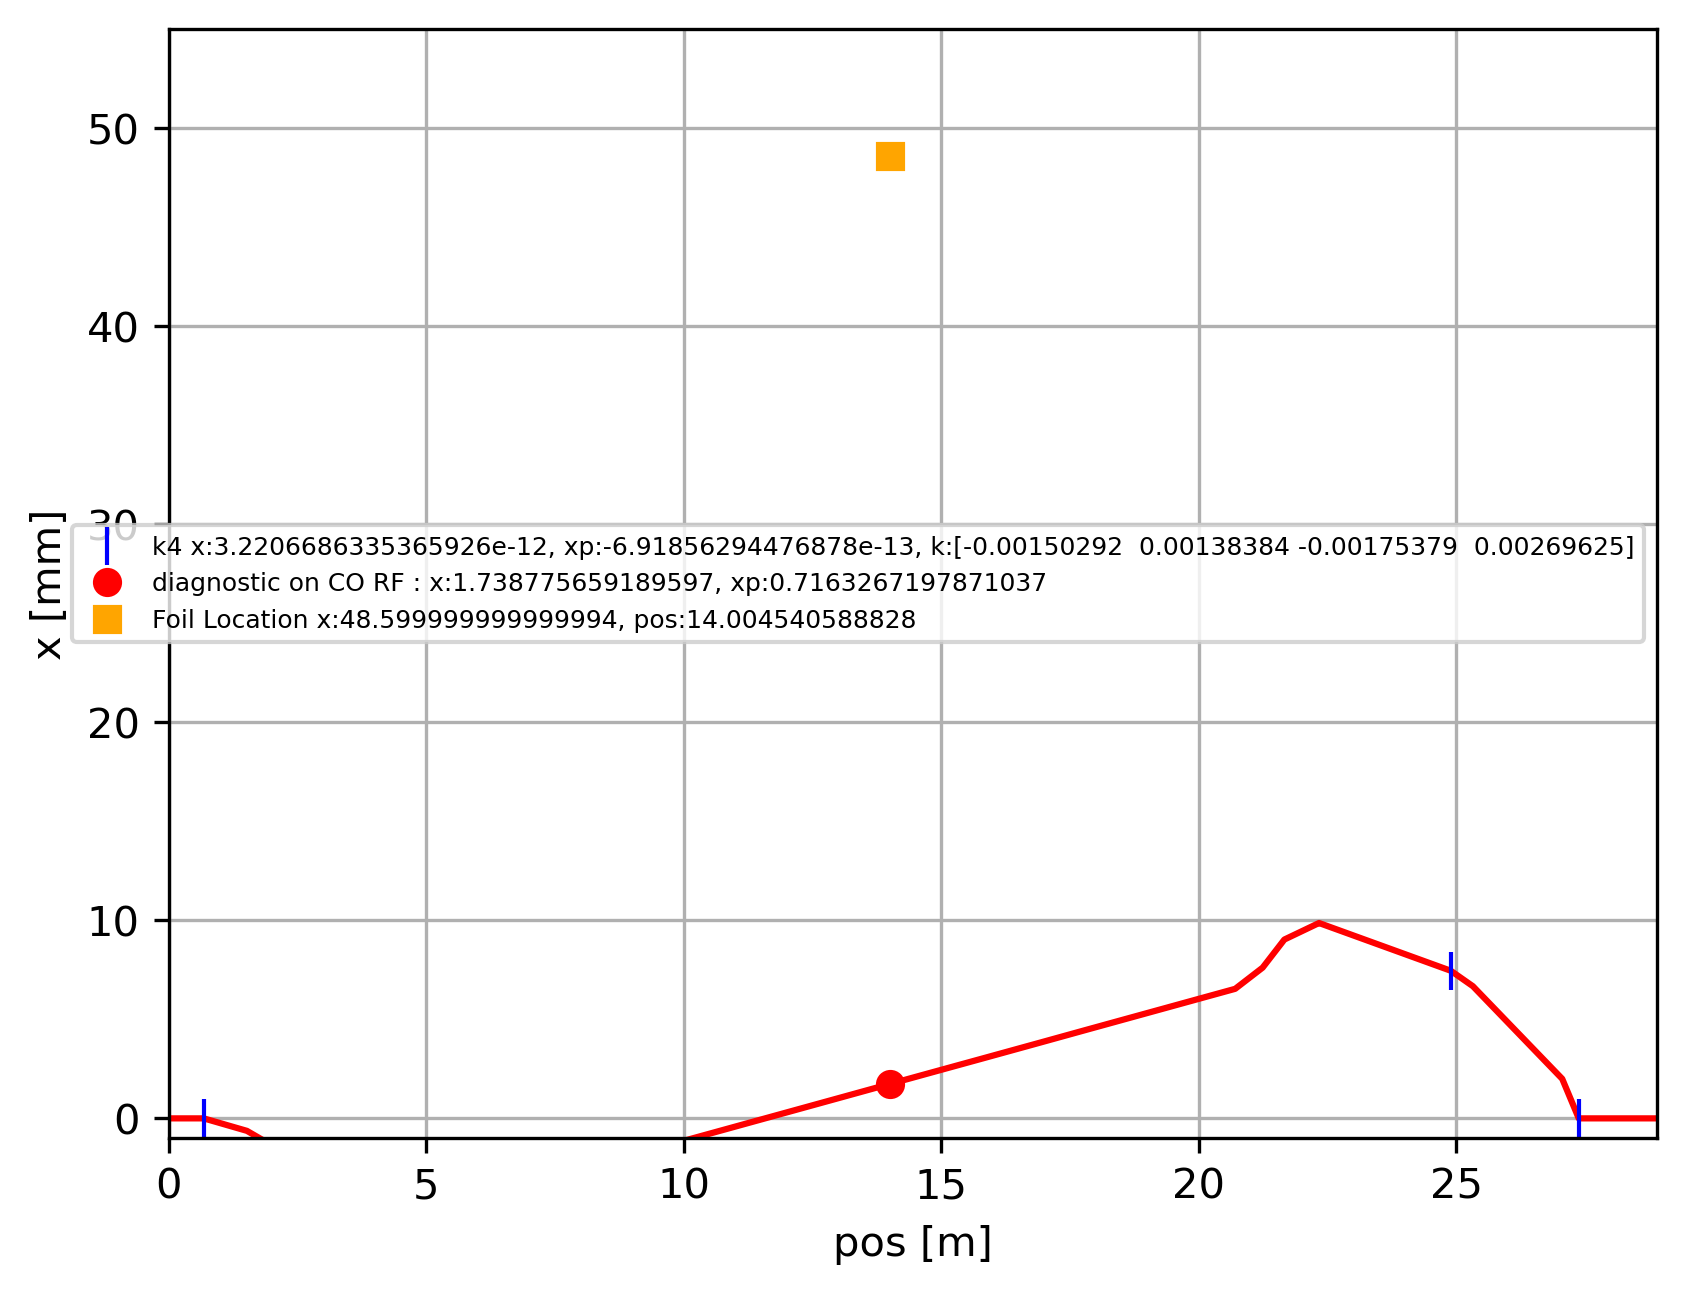 50
40
30
k4 x:3.2206686335365926e-12, xp:-6.91856294476878e-13, k:[-0.00150292  0.00138384 -0.00175379  0.00269625]
diagnostic on CO RF : x:1.738775659189597, xp:0.7163267197871037
Foil Location x:48.599999999999994, pos:14.004540588828
x [mm]
20
10
0
0 5 10 15 20 25
pos [m]